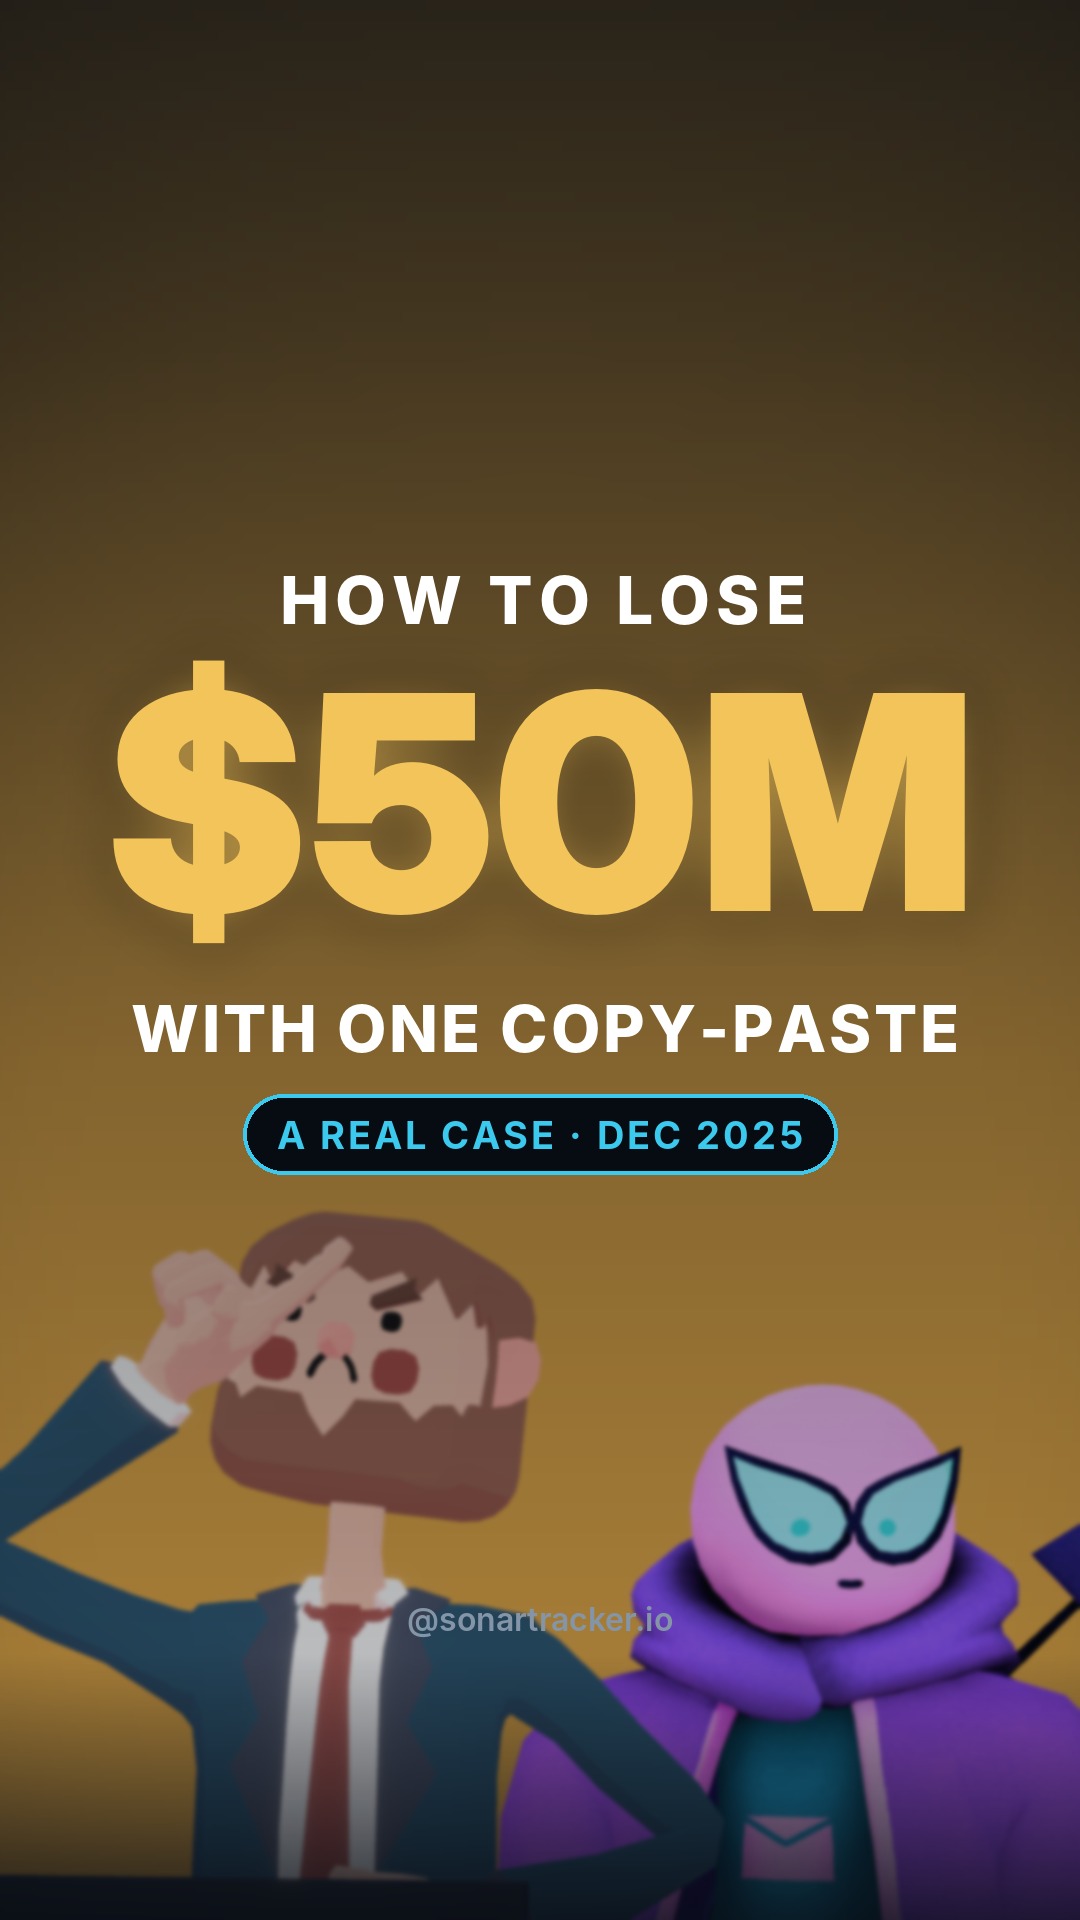 HOW TO LOSE
$50M
WITH ONE COPY-PASTE
A REAL CASE · DEC 2025
@sonartracker.io